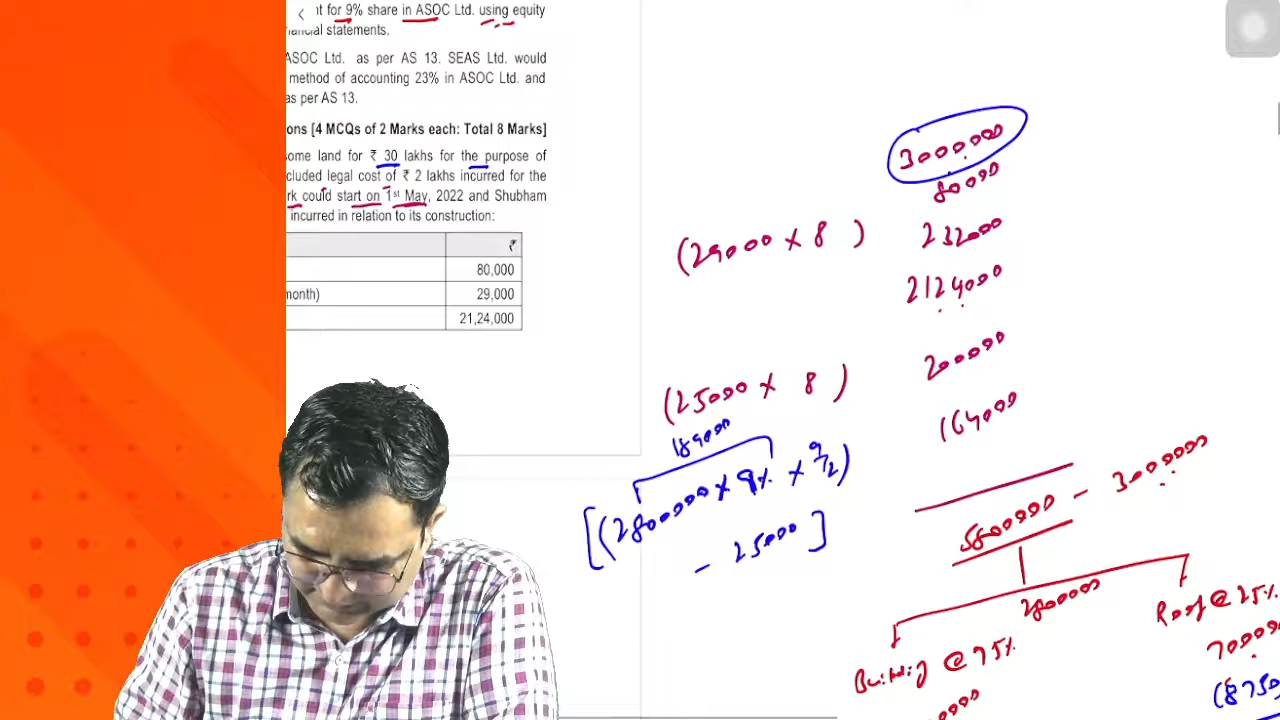 nt for 9% share in ASOC Ltd. using equity
financial statements.
ASOC Ltd. as per AS 13. SEAS Ltd. would
method of accounting 23% in ASOC Ltd. and
as per AS 13.
ons [4 MCQs of 2 Marks each: Total 8 Marks]
some land for ₹ 30 lakhs for the purpose of
cluded legal cost of ₹ 2 lakhs incurred for the
rk could start on 1st May, 2022 and Shubham
incurred in relation to its construction:
₹
80,000
month) 29,000
21,24,000
3000000
80000
(29000 x 8) 232000
2124000
200000
(25000 x 8)
164000
189000
[(2800000 x 9% x 9/12)
- 25000]
5800000 - 3000000
2800000
Building @ 75%
Roof @ 25%
70000
(8750